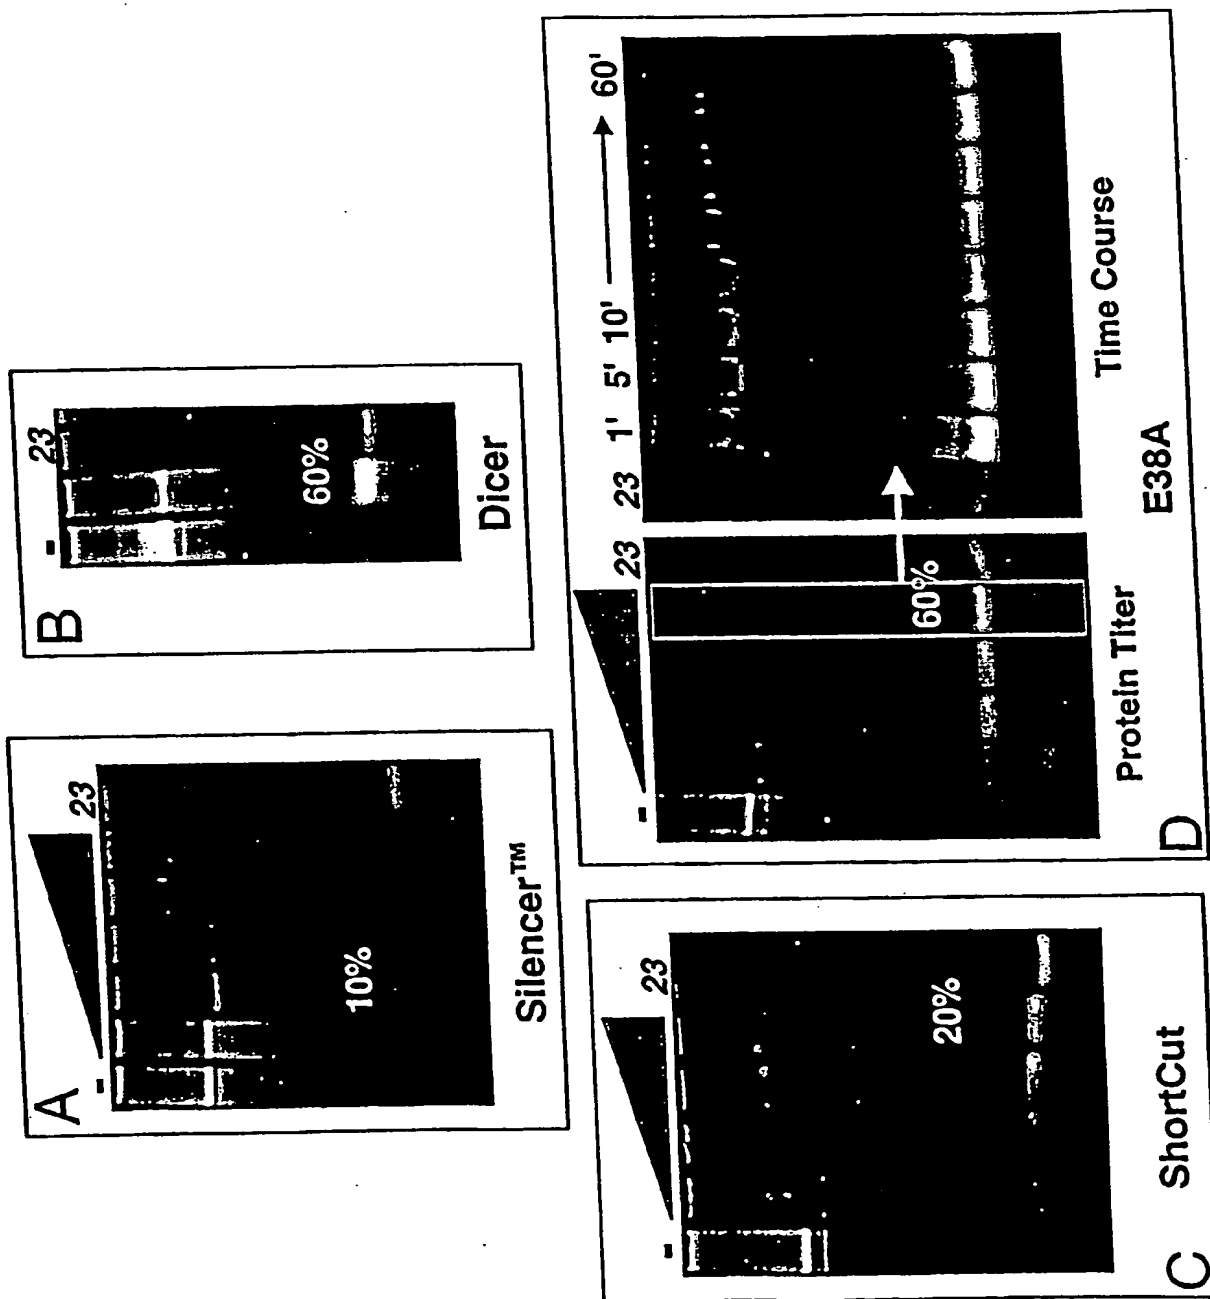 A
- 23
10%
Silencer™
B
- 23
60%
Dicer
C
- 23
20%
ShortCut
D
- 23
60%
Protein Titer
23 1' 5' 10' 60'
Time Course
E38A